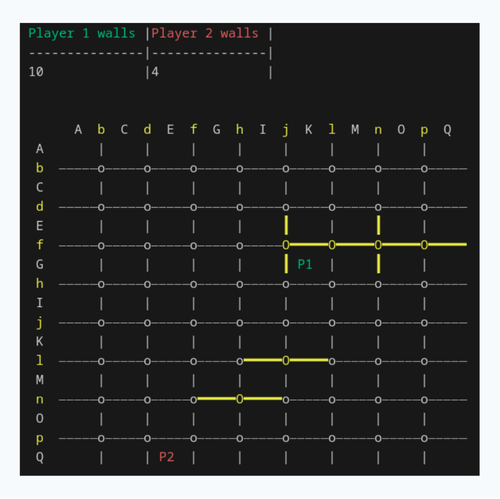 Player 1 walls |Player 2 walls |
---------------|---------------|
10 |4 |
A b C d E f G h I j K l M n O p Q
A | | | | | | | |
b ——o——o——o——o——o——o——o——o——
C | | | | | | | |
d ——o——o——o——o——o——o——o——o——
E | | | | | | | |
f ——o——o——o——o——O——O——O——O——
G | | | | | P1 | | |
h ——o——o——o——o——o——o——o——o——
I | | | | | | | |
j ——o——o——o——o——o——o——o——o——
K | | | | | | | |
l ——o——o——o——o——O——o——o——o——
M | | | | | | | |
n ——o——o——o——O——o——o——o——o——
O | | | | | | | |
p ——o——o——o——o——o——o——o——o——
Q | | P2 | | | | | |